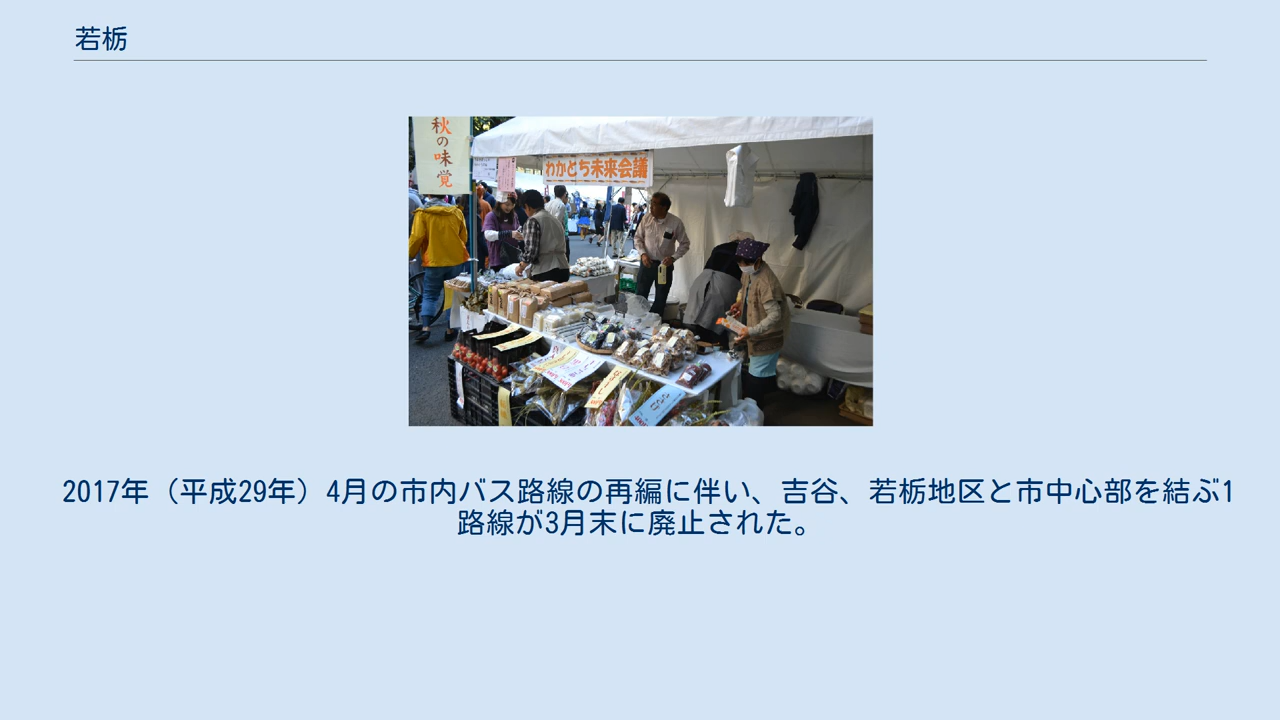 若栃
秋の味覚
わかとち未来会議
2017年（平成29年）4月の市内バス路線の再編に伴い、吉谷、若栃地区と市中心部を結ぶ1
路線が3月末に廃止された。